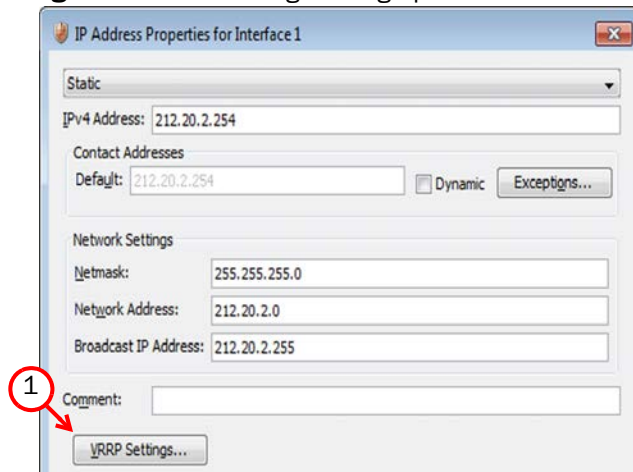 IP Address Properties for Interface 1
Static
IPv4 Address: 212.20.2.254
Contact Addresses
Default: 212.20.2.254 Dynamic Exceptions...
Network Settings
Netmask: 255.255.255.0
Network Address: 212.20.2.0
Broadcast IP Address: 212.20.2.255
1
Comment:
VRRP Settings...